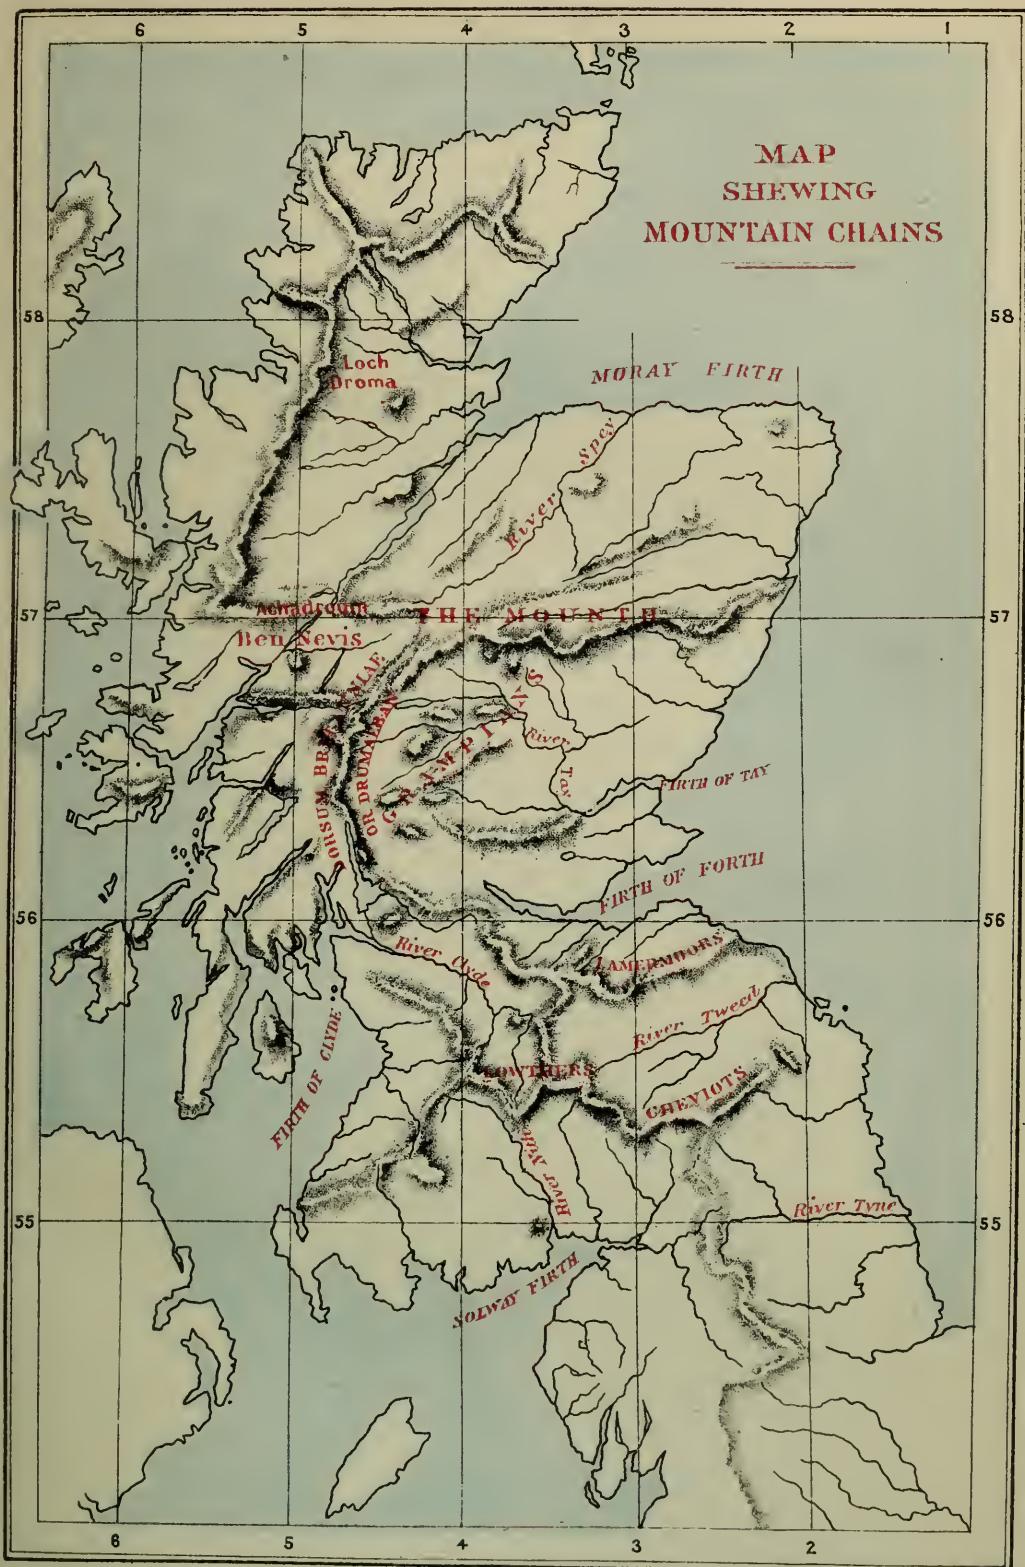 6 5 4 3 2 1
MAP
SHEWING
MOUNTAIN CHAINS
58 58
Loch
Droma
MORAY FIRTH
River Spey
57 57
Achadroum
THE MOUNTH
Ben Nevis
DORSUM
OR DRUMALBAN
GRAMPIANS
River
Tay
FIRTH OF TAY
FIRTH OF FORTH
56 56
River Clyde
LAMERMOORS
FIRTH OF CLYDE
River Tweed
LOWTHERS
CHEVIOTS
River Nith
55 55
River Tyne
SOLWAY FIRTH
6 5 4 3 2